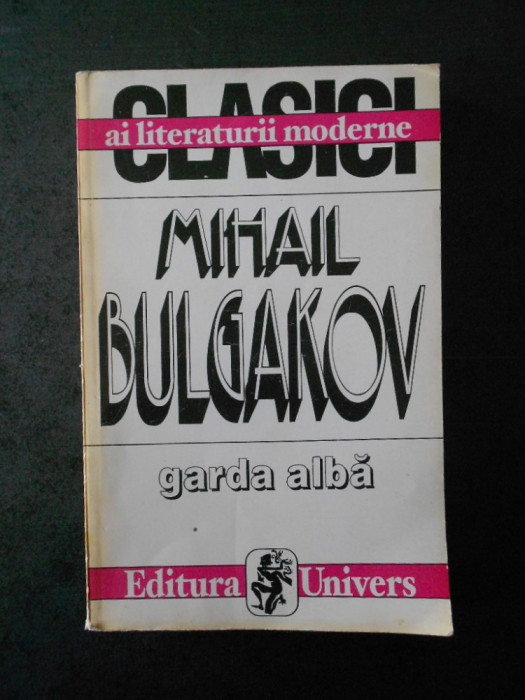 CLASICI
ai literaturii moderne
MIHAIL
BULGAKOV
garda albă
Editura Univers